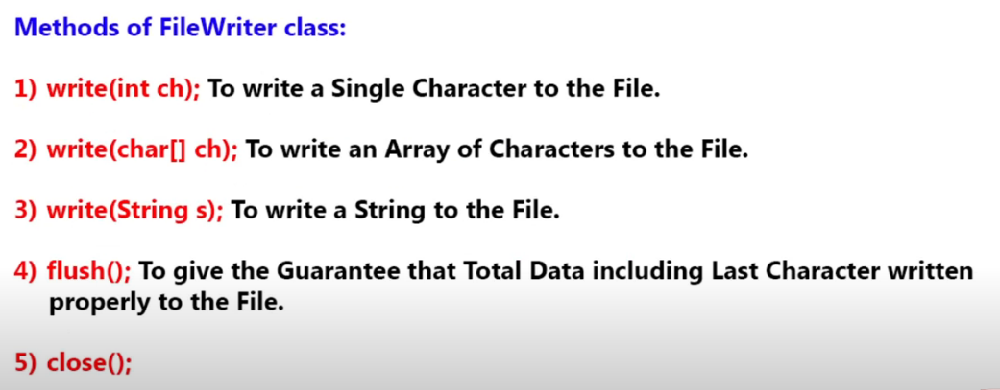 Methods of FileWriter class:
1) write(int ch); To write a Single Character to the File.
2) write(char[] ch); To write an Array of Characters to the File.
3) write(String s); To write a String to the File.
4) flush(); To give the Guarantee that Total Data including Last Character written
properly to the File.
5) close();